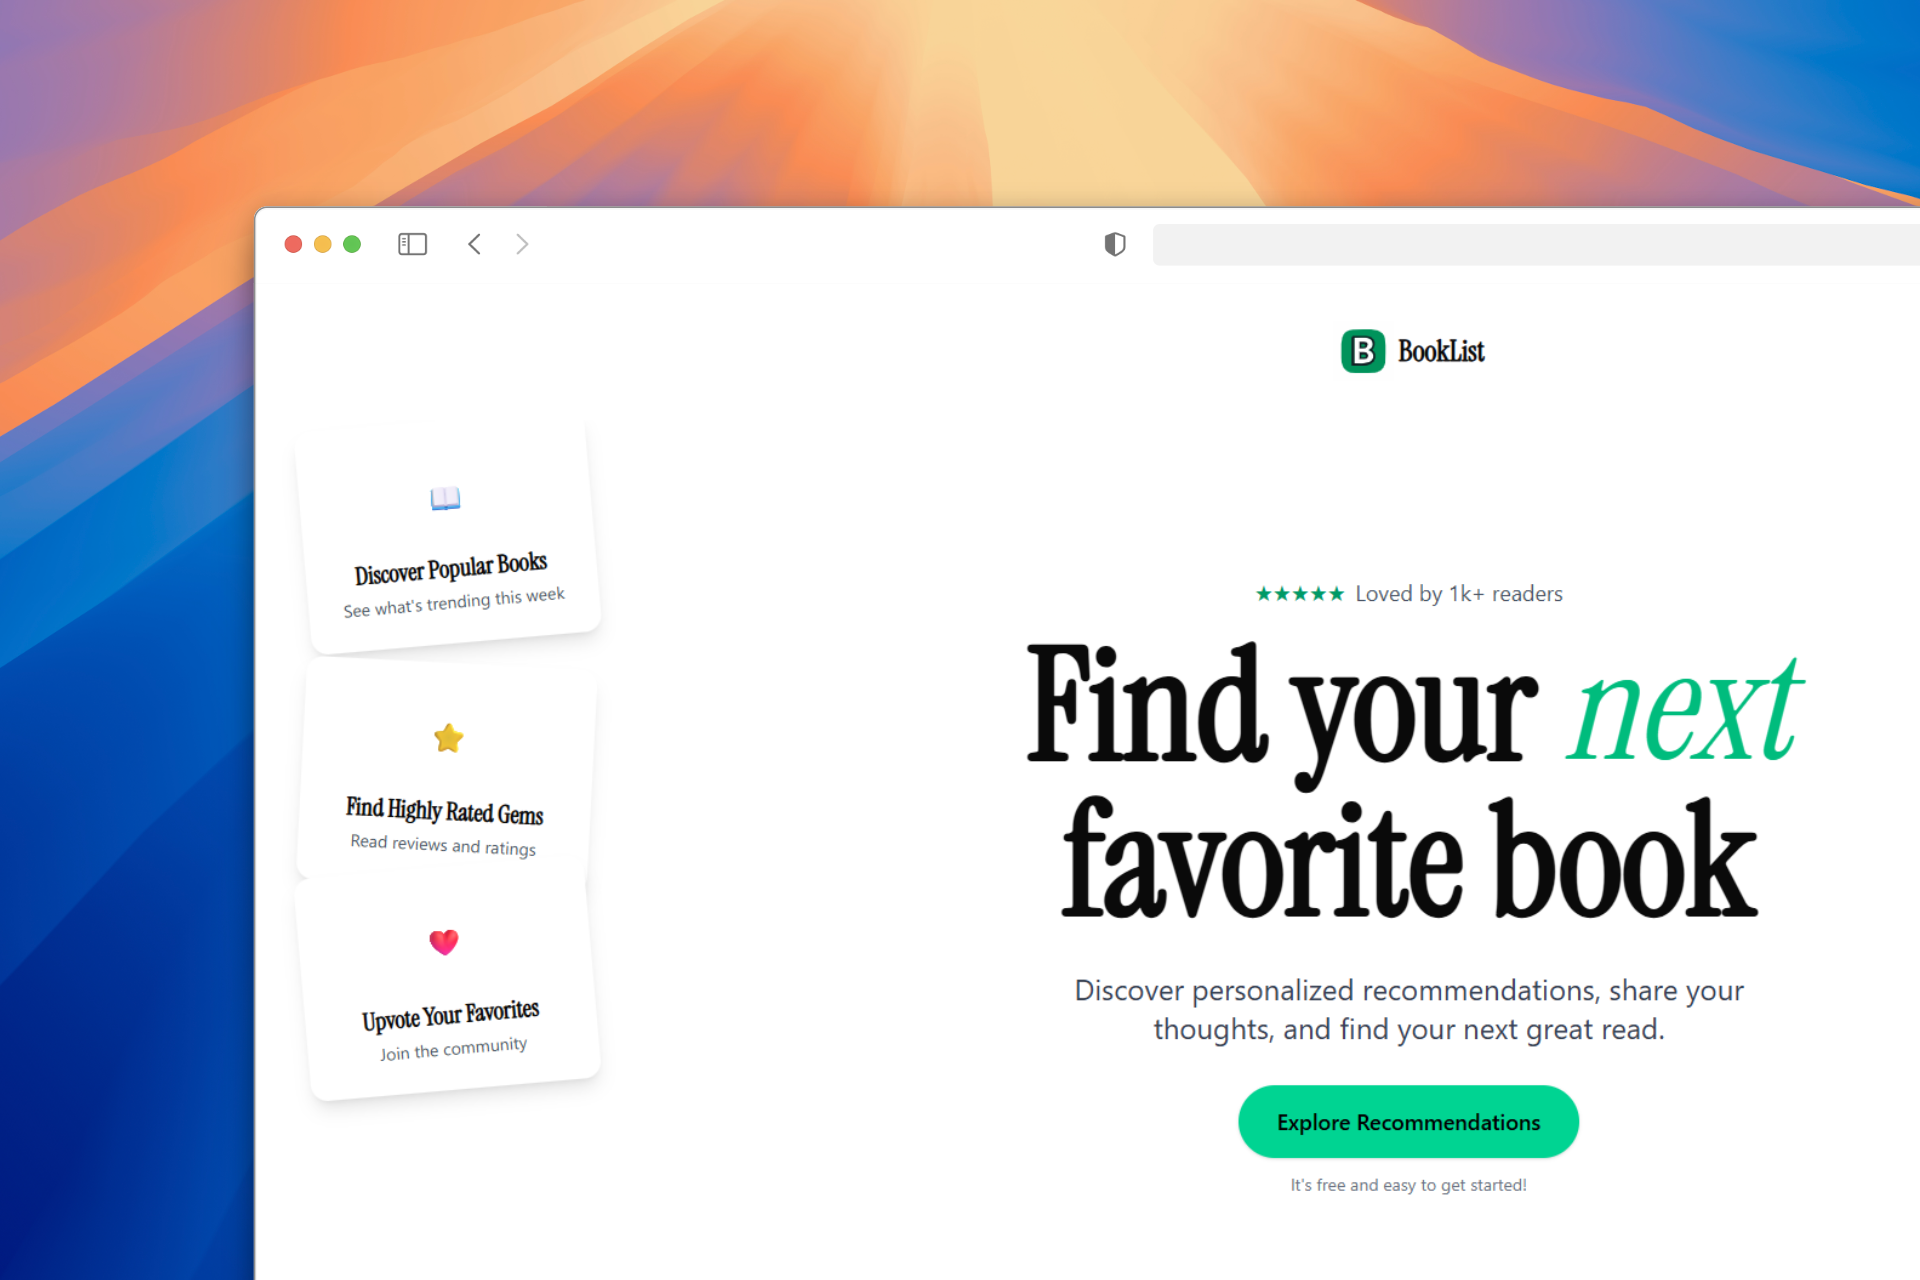 B BookList
Discover Popular Books
See what's trending this week
Find Highly Rated Gems
Read reviews and ratings
Upvote Your Favorites
Join the community
★★★★★ Loved by 1k+ readers
Find your next
favorite book
Discover personalized recommendations, share your
thoughts, and find your next great read.
Explore Recommendations
It's free and easy to get started!